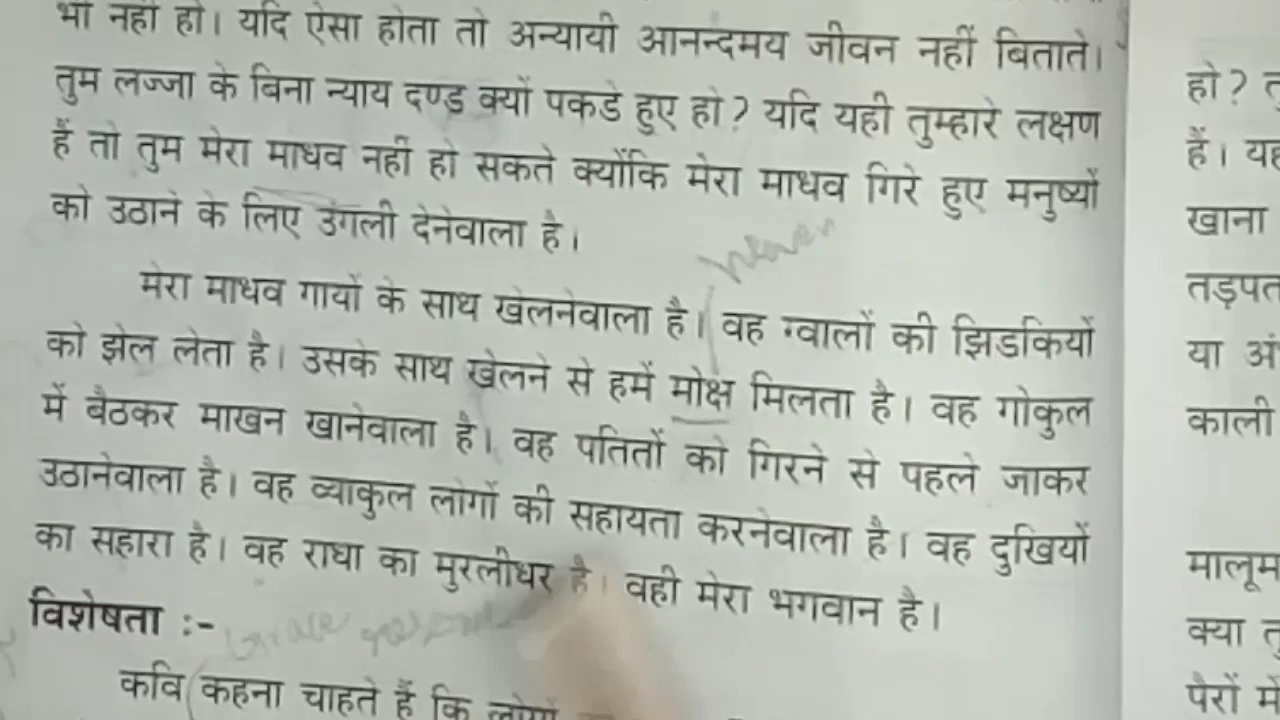 भी नहीं हो। यदि ऐसा होता तो अन्यायी आनन्दमय जीवन नहीं बिताते।
तुम लज्जा के बिना न्याय दण्ड क्यों पकडे हुए हो? यदि यही तुम्हारे लक्षण
हैं तो तुम मेरा माधव नहीं हो सकते क्योंकि मेरा माधव गिरे हुए मनुष्यों
को उठाने के लिए उंगली देनेवाला है।
heaven
मेरा माधव गायों के साथ खेलनेवाला है। वह ग्वालों की झिडकियों
को झेल लेता है। उसके साथ खेलने से हमें मोक्ष मिलता है। वह गोकुल
में बैठकर माखन खानेवाला है। वह पतितों को गिरने से पहले जाकर
उठानेवाला है। वह व्याकुल लोगों की सहायता करनेवाला है। वह दुखियों
का सहारा है। वह राधा का मुरलीधर है। वही मेरा भगवान है।
विशेषता :-
कवि कहना चाहते हैं कि लोगों
हो?
हैं। यह
खाना
या
काली
मालूम
क्या
पैरों में